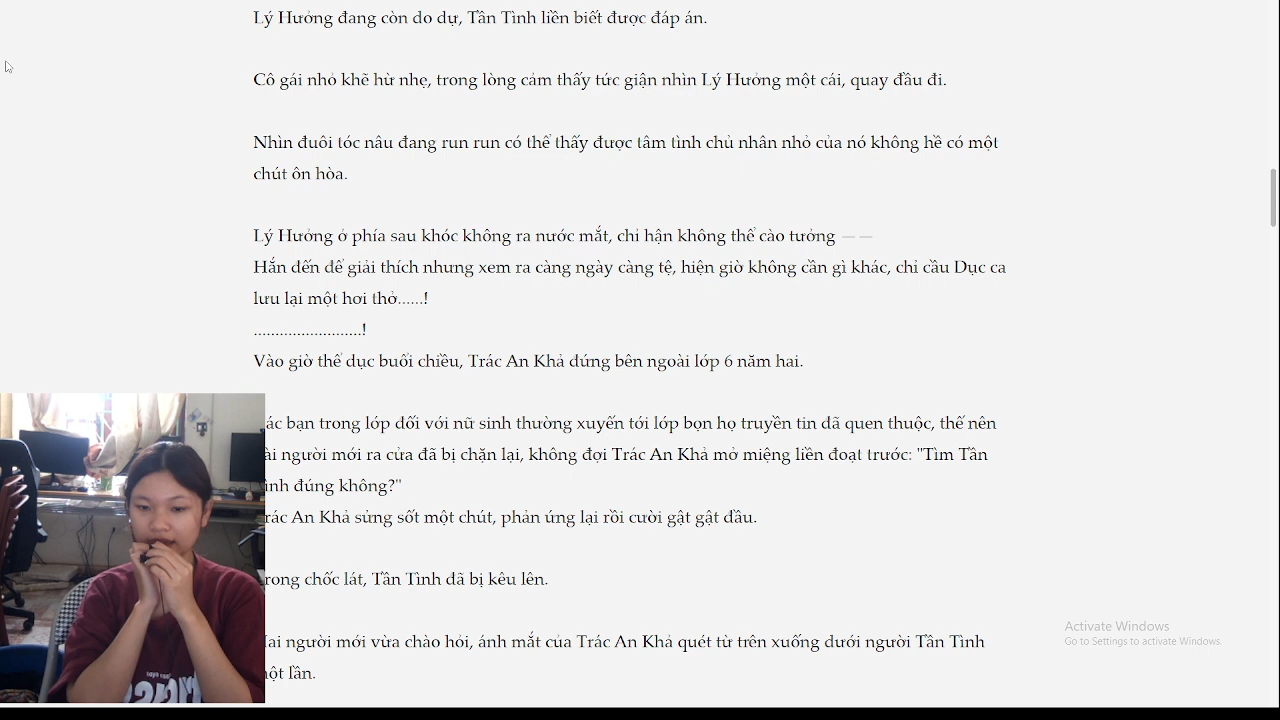 Lý Hưởng đang còn do dự, Tần Tình liền biết được đáp án.
Cô gái nhỏ khẽ hừ nhẹ, trong lòng cảm thấy tức giận nhìn Lý Hưởng một cái, quay đầu đi.
Nhìn đuôi tóc nâu đang run run có thể thấy được tâm tình chủ nhân nhỏ của nó không hề có một
chút ôn hòa.
Lý Hưởng ở phía sau khóc không ra nước mắt, chỉ hận không thể cào tưởng — —
Hắn đến để giải thích nhưng xem ra càng ngày càng tệ, hiện giờ không cần gì khác, chỉ cầu Dục ca
lưu lại một hơi thở......!
.........................!
Vào giờ thể dục buổi chiều, Trác An Khả đứng bên ngoài lớp 6 năm hai.
ác bạn trong lớp đối với nữ sinh thường xuyến tới lớp bọn họ truyền tin đã quen thuộc, thế nên
ài người mới ra cửa đã bị chặn lại, không đợi Trác An Khả mở miệng liền đoạt trước: "Tìm Tần
ình đúng không?"
rác An Khả sửng sốt một chút, phản ứng lại rồi cười gật gật đầu.
rong chốc lát, Tần Tình đã bị kêu lên.
ai người mới vừa chào hỏi, ánh mắt của Trác An Khả quét từ trên xuống dưới người Tần Tình
ột lần.
Activate Windows
Go to Settings to activate Windows.